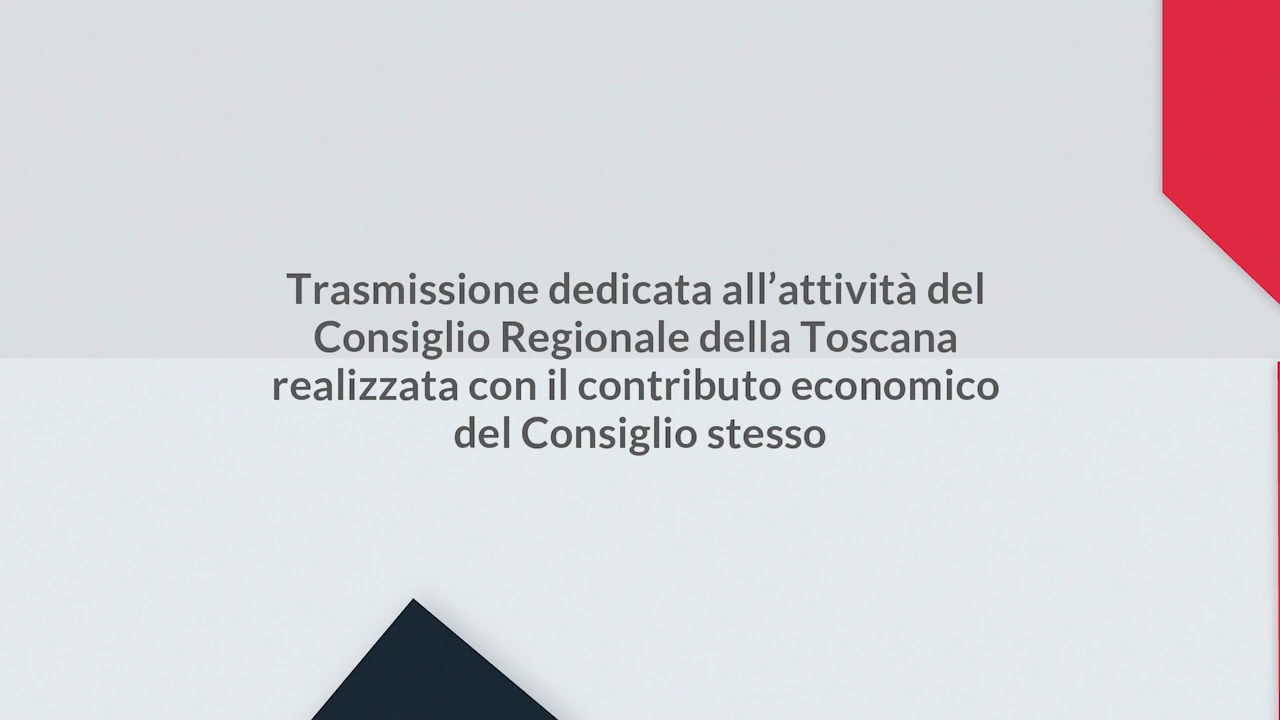 Trasmissione dedicata all’attività del
Consiglio Regionale della Toscana
realizzata con il contributo economico
del Consiglio stesso